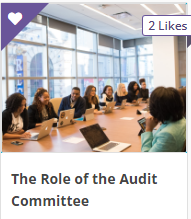 2 Likes
The Role of the Audit
Committee